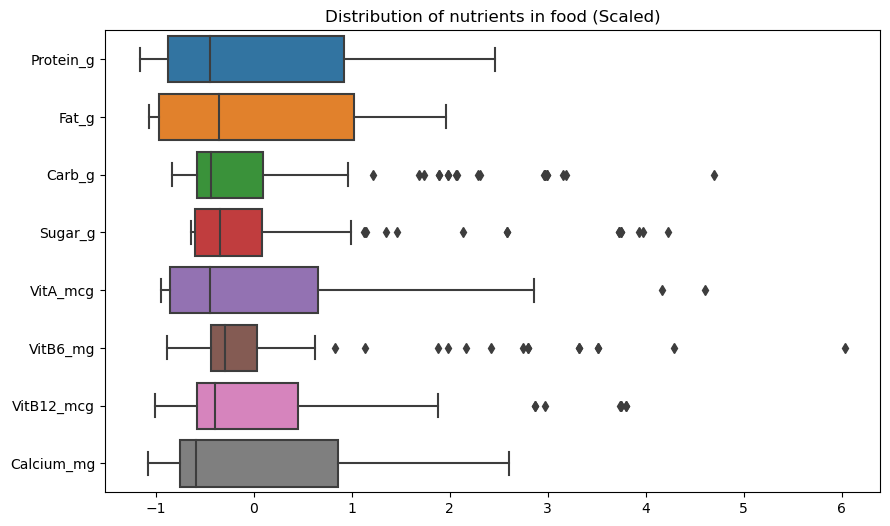 Distribution of nutrients in food (Scaled)
Protein_g
Fat_g
Carb_g
Sugar_g
VitA_mcg
VitB6_mg
VitB12_mcg
Calcium_mg
−1 0 1 2 3 4 5 6